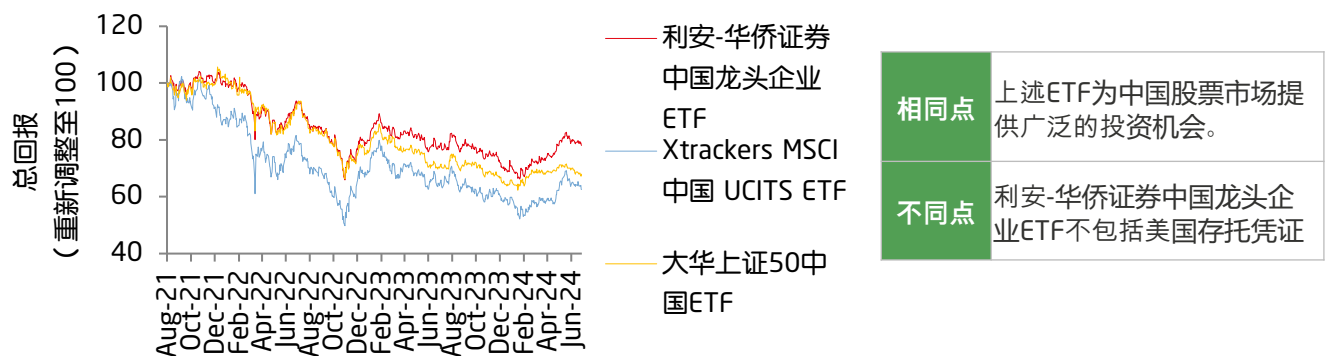 总回报
（重新调整至100）
120
100
80
60
40
Aug-21
Oct-21
Dec-21
Feb-22
Apr-22
Jun-22
Aug-22
Oct-22
Dec-22
Feb-23
Apr-23
Jun-23
Aug-23
Oct-23
Dec-23
Feb-24
Apr-24
Jun-24
利安-华侨证券
中国龙头企业
ETF
Xtrackers MSCI
中国 UCITS ETF
大华上证50中
国ETF
相同点
上述ETF为中国股票市场提
供广泛的投资机会。
不同点
利安-华侨证券中国龙头企
业ETF不包括美国存托凭证